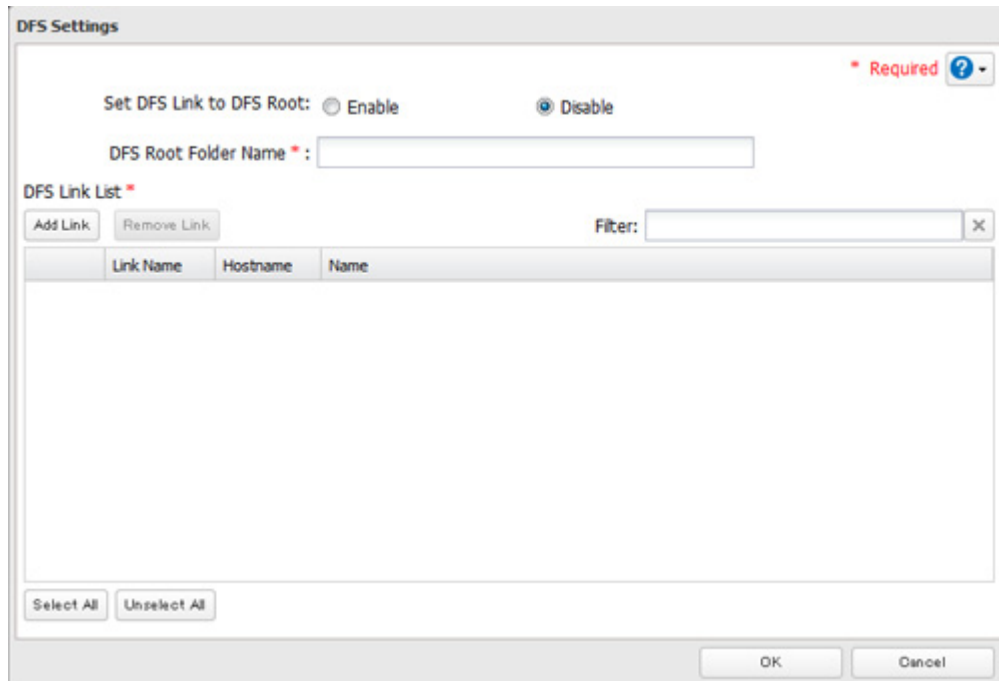 DFS Settings
* Required ?
Set DFS Link to DFS Root: Enable Disable
DFS Root Folder Name * :
DFS Link List *
Add Link Remove Link Filter:
Link Name Hostname Name
Select All Unselect All
OK Cancel